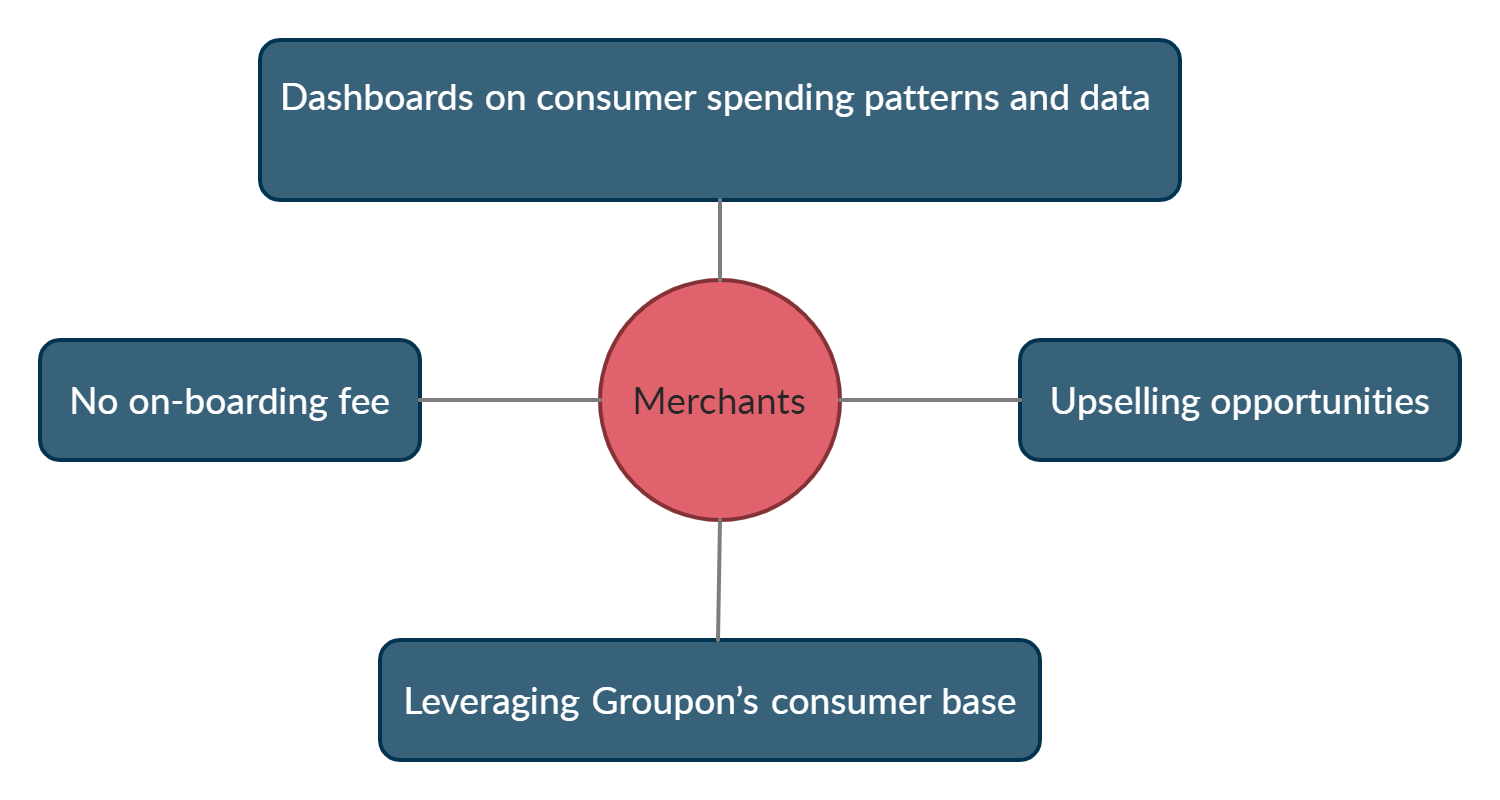 Dashboards on consumer spending patterns and data
No on-boarding fee
Merchants
Upselling opportunities
Leveraging Groupon’s consumer base